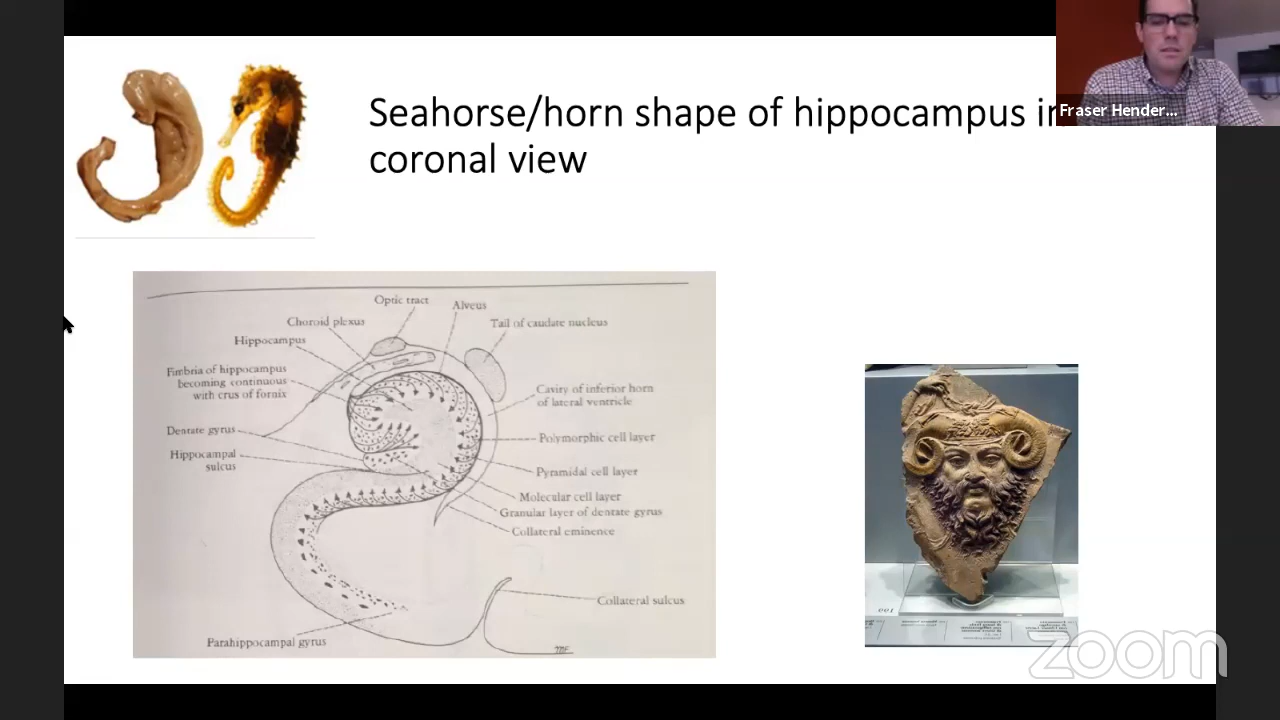 Seahorse/horn shape of hippocampus in
coronal view
Fraser Hender...
Optic tract
Alveus
Choroid plexus
Tail of caudate nucleus
Hippocampus
Fimbria of hippocampus
becoming continuous
with crus of fornix
Cavity of inferior horn
of lateral ventricle
Dentate gyrus
Polymorphic cell layer
Hippocampal
sulcus
Pyramidal cell layer
Molecular cell layer
Granular layer of dentate gyrus
Collateral eminence
Collateral sulcus
Parahippocampal gyrus
zoom